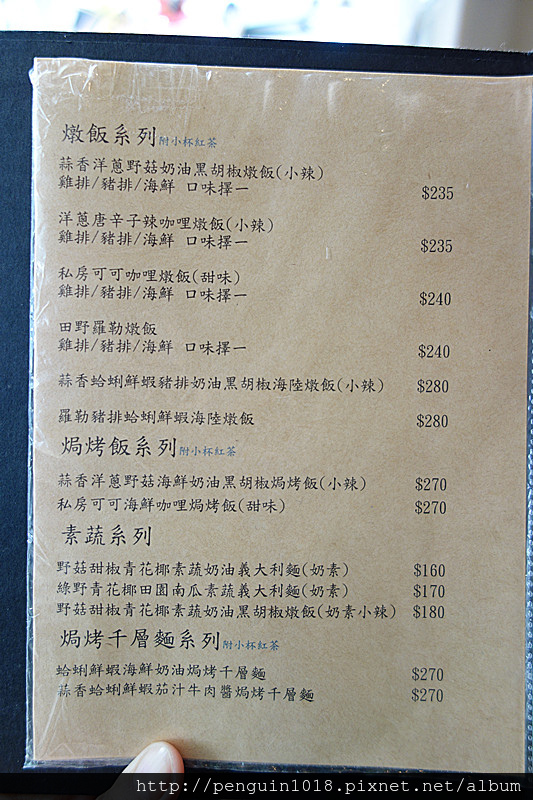 燉飯系列附小杯紅茶
蒜香洋蔥野菇奶油黑胡椒燉飯(小辣)
雞排/豬排/海鮮 口味擇一 $235
洋蔥唐辛子辣咖哩燉飯(小辣)
雞排/豬排/海鮮 口味擇一 $235
私房可可咖哩燉飯(甜味)
雞排/豬排/海鮮 口味擇一 $240
田野羅勒燉飯
雞排/豬排/海鮮 口味擇一 $240
蒜香蛤蜊鮮蝦豬排奶油黑胡椒海陸燉飯(小辣) $280
羅勒豬排蛤蜊鮮蝦海陸燉飯 $280
焗烤飯系列附小杯紅茶
蒜香洋蔥野菇海鮮奶油黑胡椒焗烤飯(小辣) $270
私房可可海鮮咖哩焗烤飯(甜味) $270
素蔬系列
野菇甜椒青花椰素蔬奶油義大利麵(奶素) $160
綠野青花椰田園南瓜素蔬義大利麵(奶素) $170
野菇甜椒青花椰素蔬奶油黑胡椒燉飯(奶素小辣) $180
焗烤千層麵系列附小杯紅茶
蛤蜊鮮蝦海鮮奶油焗烤千層麵 $270
蒜香蛤蜊鮮蝦茄汁牛肉醬焗烤千層麵 $270
http://penguin1018.pixnet.net/album